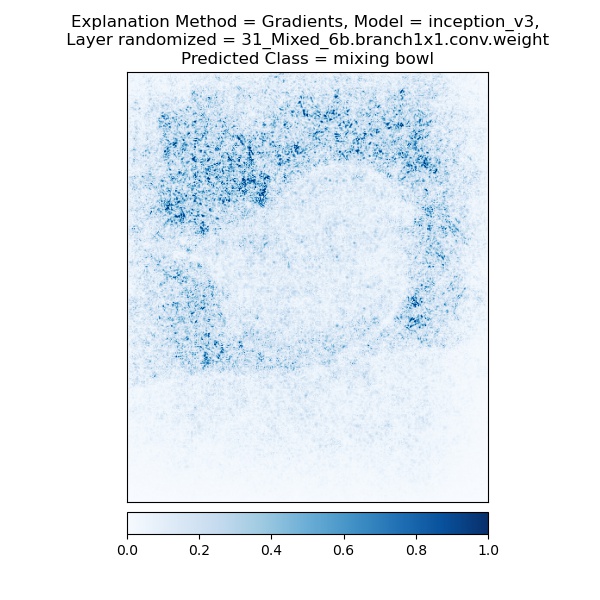 Explanation Method = Gradients, Model = inception_v3,
Layer randomized = 31_Mixed_6b.branch1x1.conv.weight
Predicted Class = mixing bowl
0.0 0.2 0.4 0.6 0.8 1.0